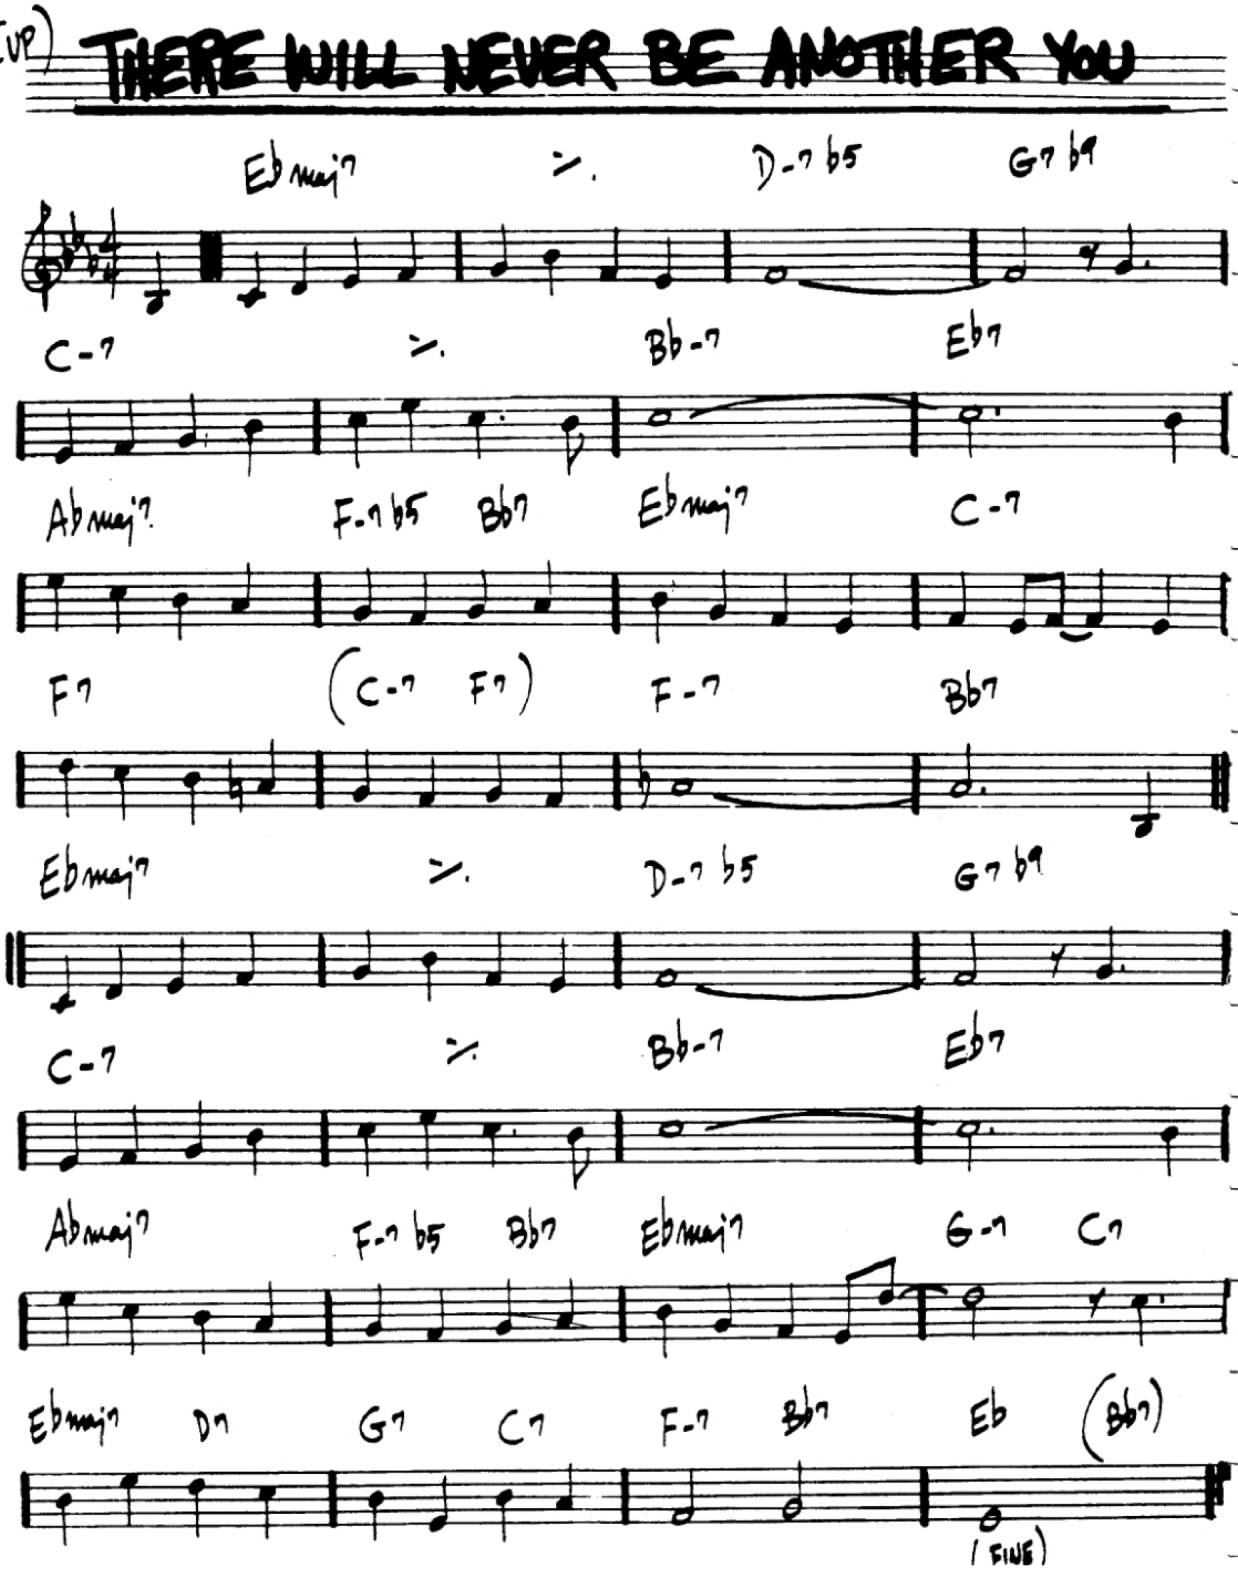 UP)
THERE WILL NEVER BE ANOTHER YOU
Ebmaj7 ٪ D-7b5 G7b9
4/4
C-7 ٪ Bb-7 Eb7
Abmaj7 F-7b5 Bb7 Ebmaj7 C-7
F7 (C-7 F7) F-7 Bb7
Ebmaj7 ٪ D-7b5 G7b9
C-7 ٪ Bb-7 Eb7
Abmaj7 F-7b5 Bb7 Ebmaj7 G-7 C7
Ebmaj7 D7 G7 C7 F-7 Bb7 Eb (Bb7)
(FINE)